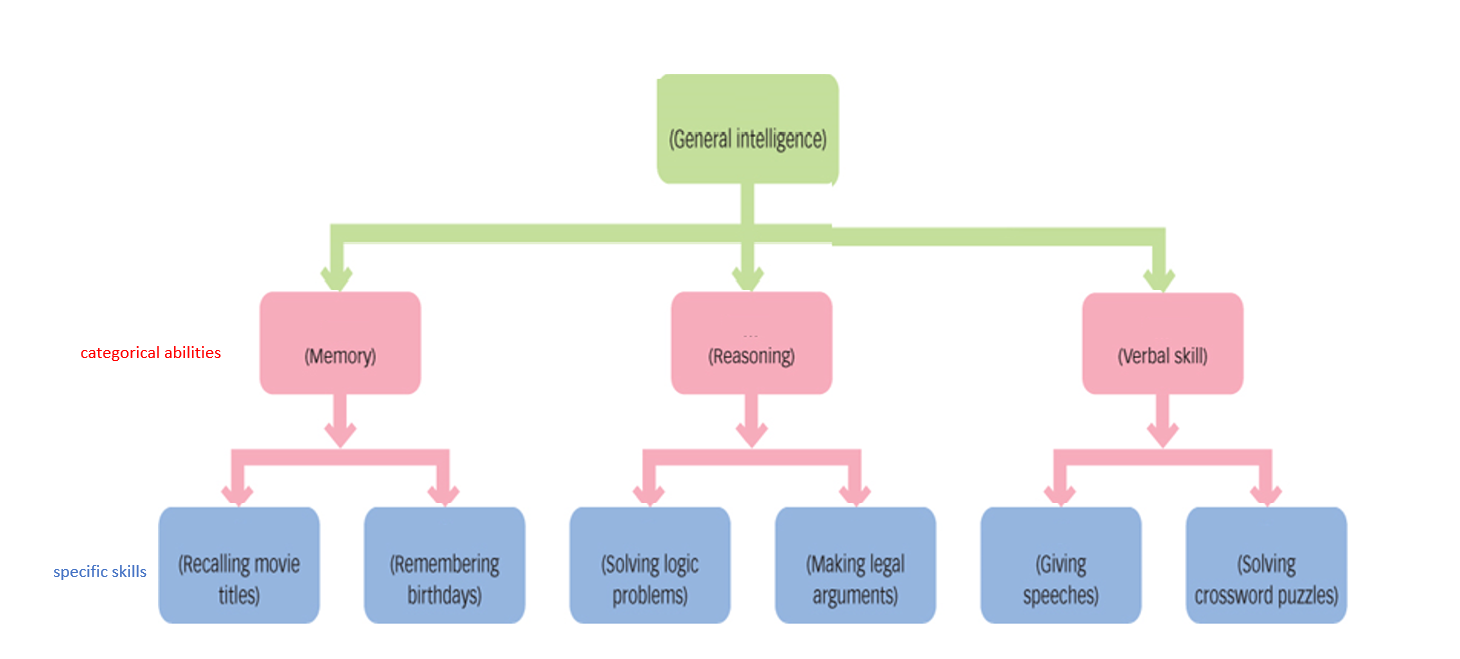 (General intelligence)
categorical abilities
(Memory)
...
(Reasoning)
(Verbal skill)
specific skills
(Recalling movie
titles)
(Remembering
birthdays)
(Solving logic
problems)
(Making legal
arguments)
(Giving
speeches)
(Solving
crossword puzzles)